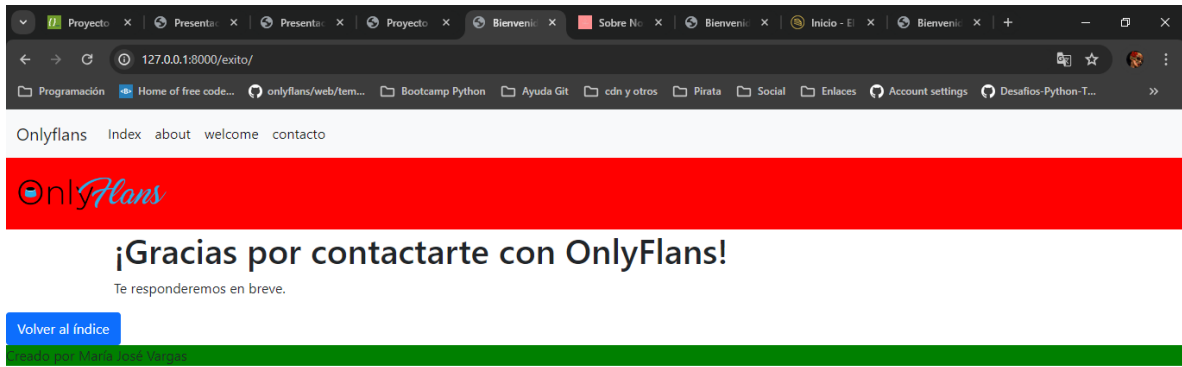 Proyecto Presentac Presentac Proyecto Bienvenic Sobre No Bienvenic Inicio - El Bienvenic
127.0.0.1:8000/exito/
Programación Home of free code... onlyflans/web/tem... Bootcamp Python Ayuda Git cdn y otros Pirata Social Enlaces Account settings Desafios-Python-T... »
Onlyflans Index about welcome contacto
OnlyFlans
¡Gracias por contactarte con OnlyFlans!
Te responderemos en breve.
Volver al índice
Creado por María José Vargas